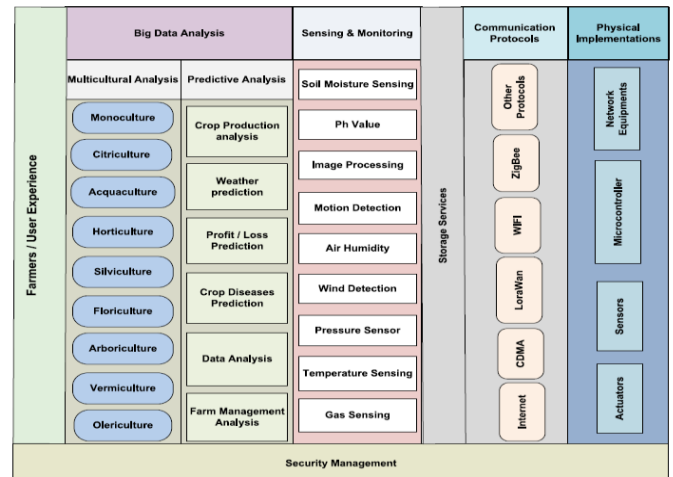 Farmers / User Experience
Big Data Analysis
Multicultural Analysis
Monoculture
Citriculture
Acquaculture
Horticulture
Silviculture
Floriculture
Arboriculture
Vermiculture
Olericulture
Predictive Analysis
Crop Production
analysis
Weather
prediction
Profit / Loss
Prediction
Crop Diseases
Prediction
Data Analysis
Farm Management
Analysis
Sensing & Monitoring
Soil Moisture Sensing
Ph Value
Image Processing
Motion Detection
Air Humidity
Wind Detection
Pressure Sensor
Temperature Sensing
Gas Sensing
Storage Services
Communication
Protocols
Other
Protocols
ZigBee
WIFI
LoraWan
CDMA
Internet
Physical
Implementations
Network
Equipments
Microcontroller
Sensors
Actuators
Security Management